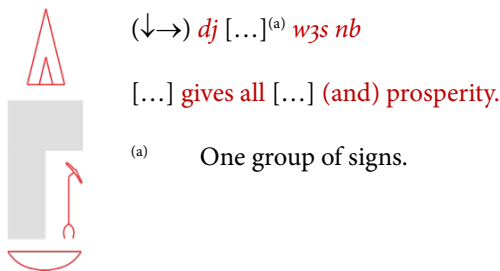 (↓→) dj […]⁽ᵃ⁾ w3s nb
[…] gives all […] (and) prosperity.
⁽ᵃ⁾ One group of signs.